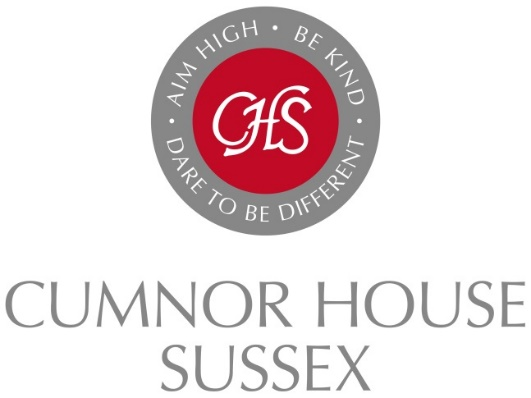 AIM HIGH • BE KIND
• DARE TO BE DIFFERENT •
CHS
CUMNOR HOUSE
SUSSEX